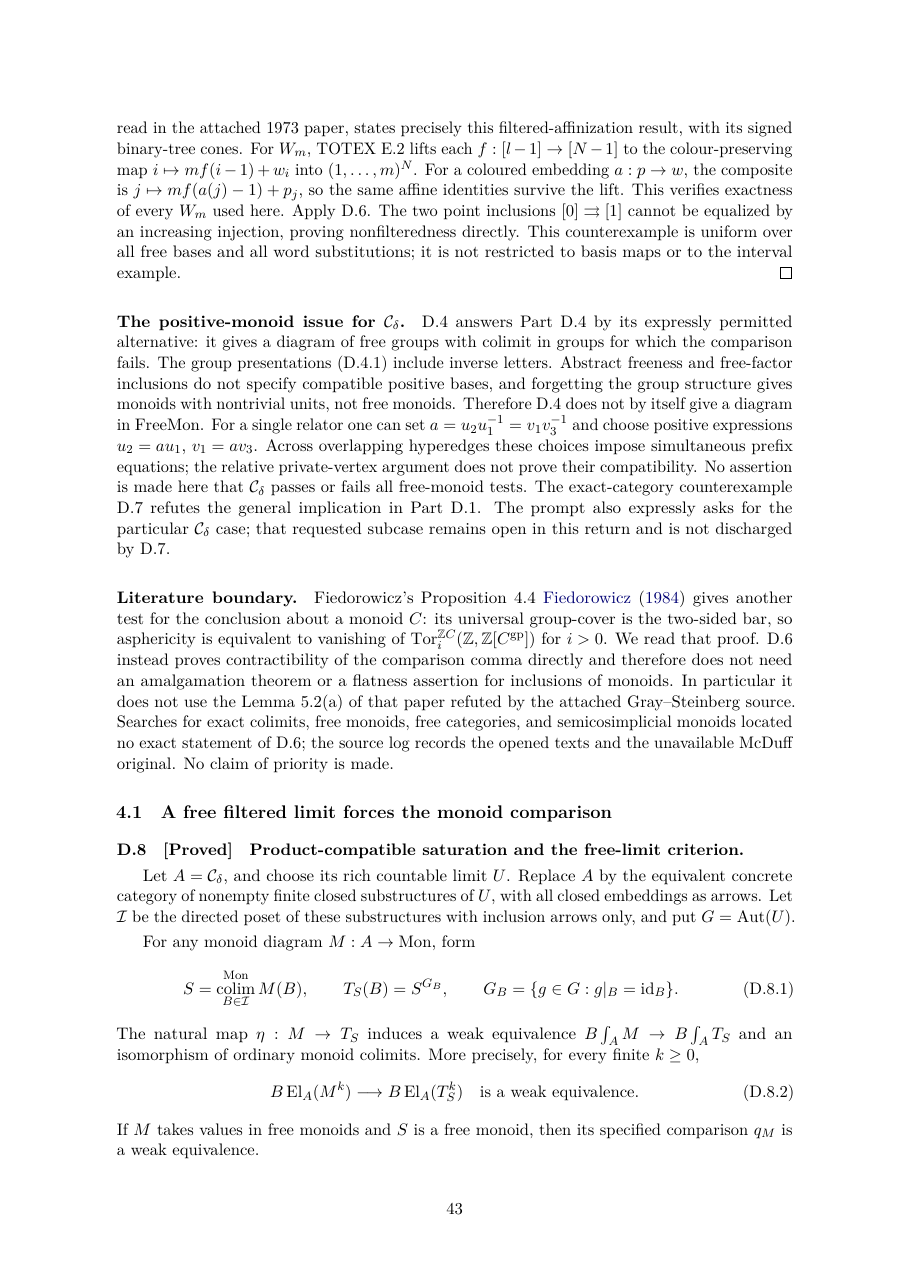 read in the attached 1973 paper, states precisely this filtered-affinization result, with its signed
binary-tree cones. For W_m, TOTEX E.2 lifts each f : [l − 1] → [N − 1] to the colour-preserving
map i ↦ mf(i − 1) + w_i into (1, . . . , m)^N. For a coloured embedding a : p → w, the composite
is j ↦ mf(a(j) − 1) + p_j, so the same affine identities survive the lift. This verifies exactness
of every W_m used here. Apply D.6. The two point inclusions [0] ⇉ [1] cannot be equalized by
an increasing injection, proving nonfilteredness directly. This counterexample is uniform over
all free bases and all word substitutions; it is not restricted to basis maps or to the interval
example. □
The positive-monoid issue for 𝒞_δ. D.4 answers Part D.4 by its expressly permitted
alternative: it gives a diagram of free groups with colimit in groups for which the comparison
fails. The group presentations (D.4.1) include inverse letters. Abstract freeness and free-factor
inclusions do not specify compatible positive bases, and forgetting the group structure gives
monoids with nontrivial units, not free monoids. Therefore D.4 does not by itself give a diagram
in FreeMon. For a single relator one can set a = u_2u_1^{−1} = v_1v_3^{−1} and choose positive expressions
u_2 = au_1, v_1 = av_3. Across overlapping hyperedges these choices impose simultaneous prefix
equations; the relative private-vertex argument does not prove their compatibility. No assertion
is made here that 𝒞_δ passes or fails all free-monoid tests. The exact-category counterexample
D.7 refutes the general implication in Part D.1. The prompt also expressly asks for the
particular 𝒞_δ case; that requested subcase remains open in this return and is not discharged
by D.7.
Literature boundary. Fiedorowicz's Proposition 4.4 Fiedorowicz (1984) gives another
test for the conclusion about a monoid C: its universal group-cover is the two-sided bar, so
asphericity is equivalent to vanishing of Tor_i^{ℤC}(ℤ, ℤ[C^{gp}]) for i > 0. We read that proof. D.6
instead proves contractibility of the comparison comma directly and therefore does not need
an amalgamation theorem or a flatness assertion for inclusions of monoids. In particular it
does not use the Lemma 5.2(a) of that paper refuted by the attached Gray–Steinberg source.
Searches for exact colimits, free monoids, free categories, and semicosimplicial monoids located
no exact statement of D.6; the source log records the opened texts and the unavailable McDuff
original. No claim of priority is made.
4.1 A free filtered limit forces the monoid comparison
D.8 [Proved] Product-compatible saturation and the free-limit criterion.
Let A = 𝒞_δ, and choose its rich countable limit U. Replace A by the equivalent concrete
category of nonempty finite closed substructures of U, with all closed embeddings as arrows. Let
ℐ be the directed poset of these substructures with inclusion arrows only, and put G = Aut(U).
For any monoid diagram M : A → Mon, form
S = colim^{Mon}_{B∈ℐ} M(B), T_S(B) = S^{G_B}, G_B = {g ∈ G : g|_B = id_B}. (D.8.1)
The natural map η : M → T_S induces a weak equivalence B ∫_A M → B ∫_A T_S and an
isomorphism of ordinary monoid colimits. More precisely, for every finite k ≥ 0,
B El_A(M^k) ⟶ B El_A(T_S^k) is a weak equivalence. (D.8.2)
If M takes values in free monoids and S is a free monoid, then its specified comparison q_M is
a weak equivalence.
43